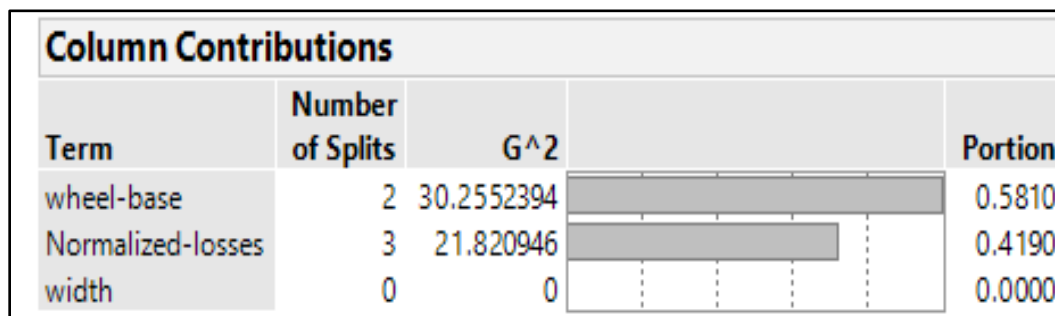 Column Contributions
Number
Term of Splits G^2 Portion
wheel-base 2 30.2552394 0.5810
Normalized-losses 3 21.820946 0.4190
width 0 0 0.0000